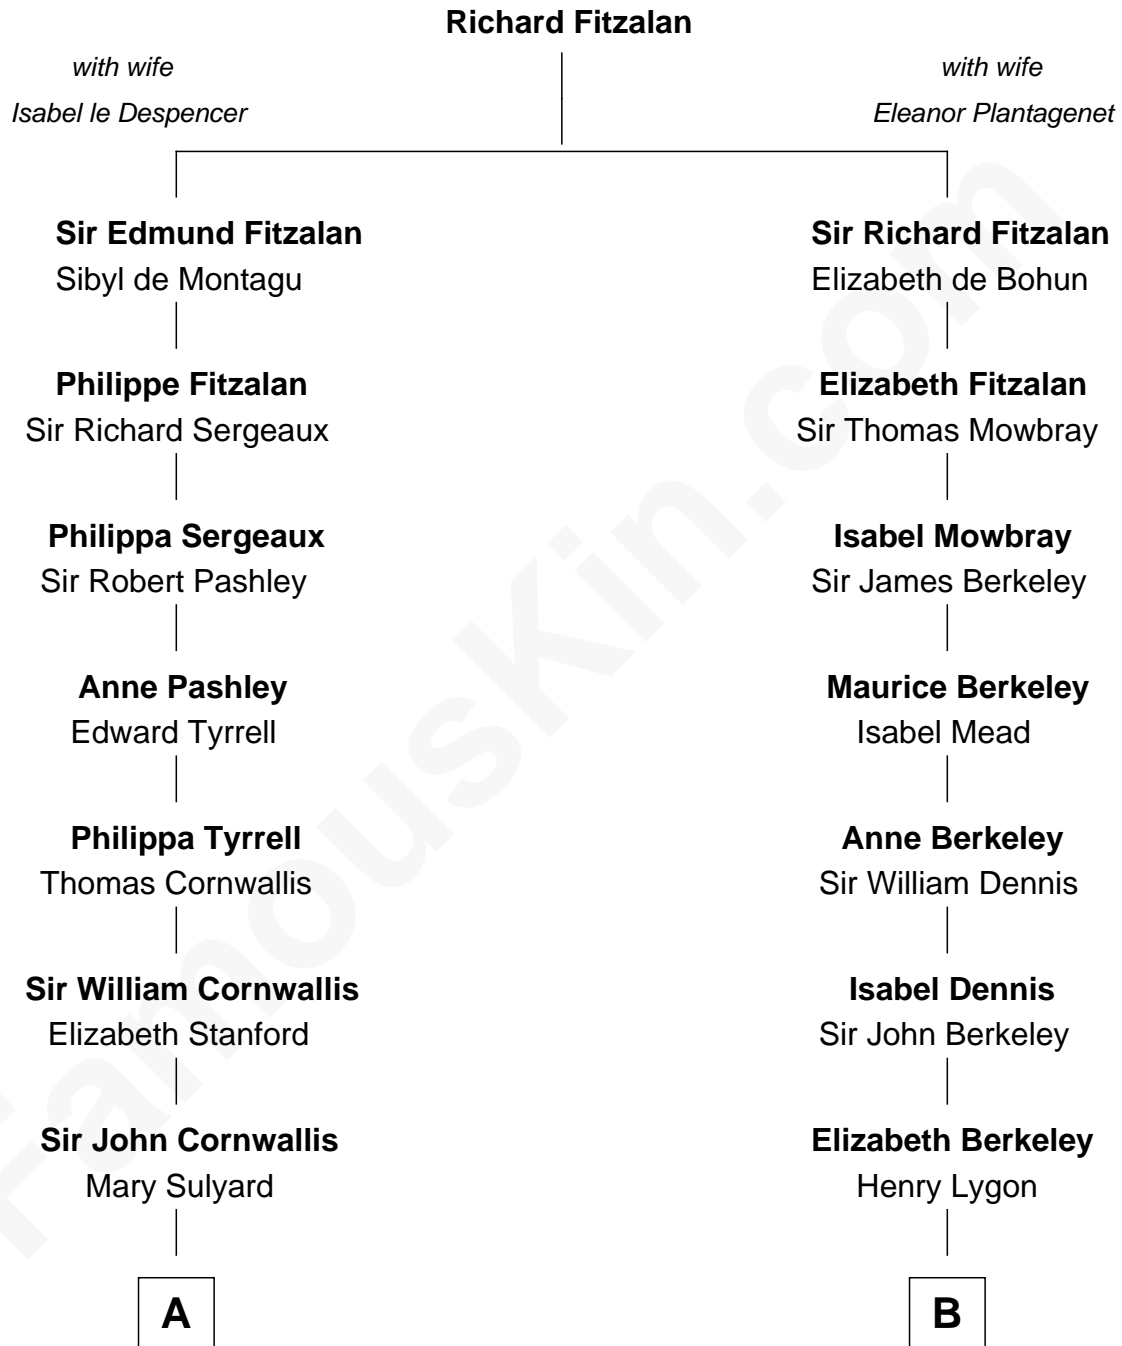 Richard Fitzalan
with wife
Isabel le Despencer
with wife
Eleanor Plantagenet
Sir Edmund Fitzalan
Sibyl de Montagu
Sir Richard Fitzalan
Elizabeth de Bohun
Philippe Fitzalan
Sir Richard Sergeaux
Elizabeth Fitzalan
Sir Thomas Mowbray
Philippa Sergeaux
Sir Robert Pashley
Isabel Mowbray
Sir James Berkeley
Anne Pashley
Edward Tyrrell
Maurice Berkeley
Isabel Mead
Philippa Tyrrell
Thomas Cornwallis
Anne Berkeley
Sir William Dennis
Sir William Cornwallis
Elizabeth Stanford
Isabel Dennis
Sir John Berkeley
Sir John Cornwallis
Mary Sulyard
Elizabeth Berkeley
Henry Lygon
A
B
FamousKin.com